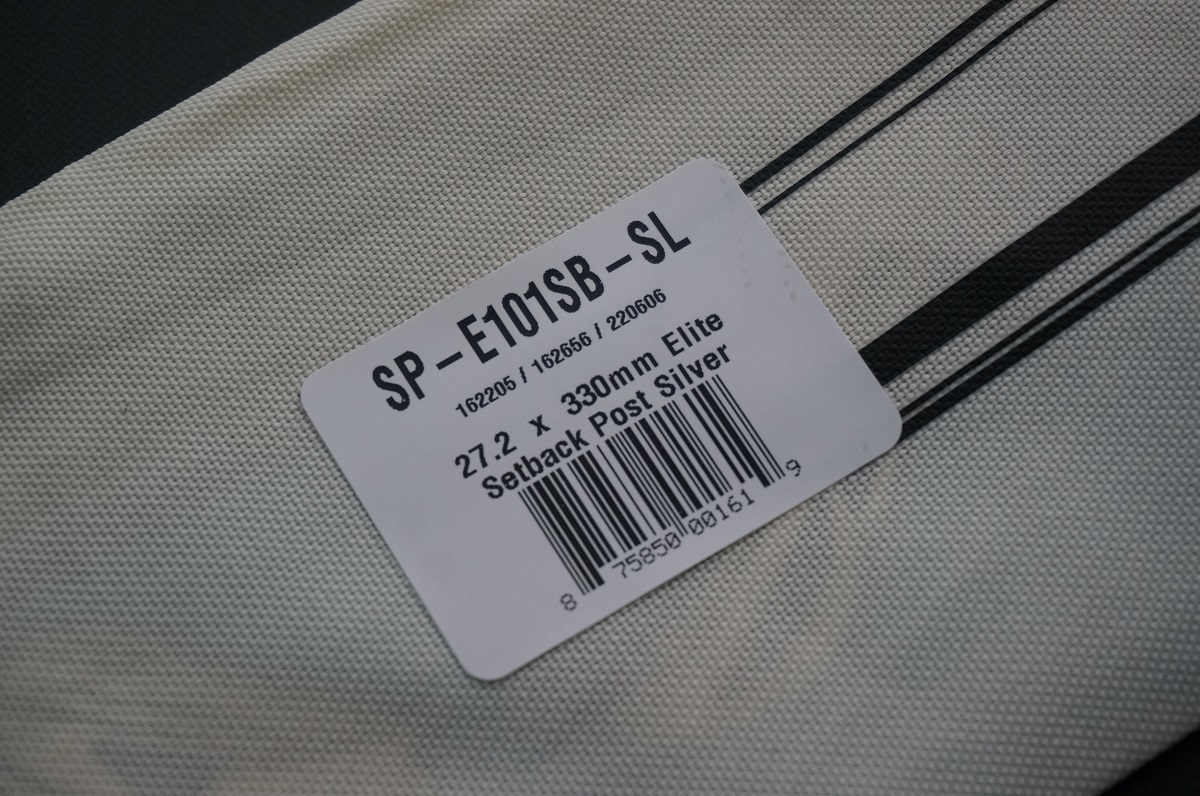 SP-E101SB-SL
162205 / 162656 / 220606
27.2 x 330mm Elite
Setback Post Silver
8 75850 00161 9